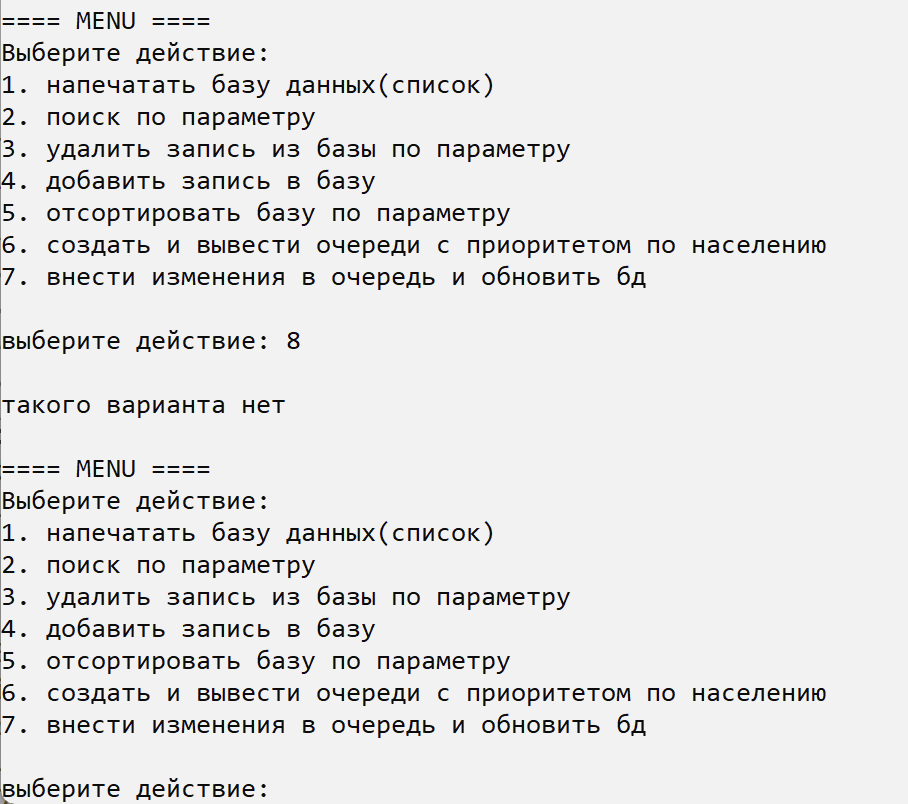 ==== MENU ====
Выберите действие:
1. напечатать базу данных(список)
2. поиск по параметру
3. удалить запись из базы по параметру
4. добавить запись в базу
5. отсортировать базу по параметру
6. создать и вывести очереди с приоритетом по населению
7. внести изменения в очередь и обновить бд
выберите действие: 8
такого варианта нет
==== MENU ====
Выберите действие:
1. напечатать базу данных(список)
2. поиск по параметру
3. удалить запись из базы по параметру
4. добавить запись в базу
5. отсортировать базу по параметру
6. создать и вывести очереди с приоритетом по населению
7. внести изменения в очередь и обновить бд
выберите действие: